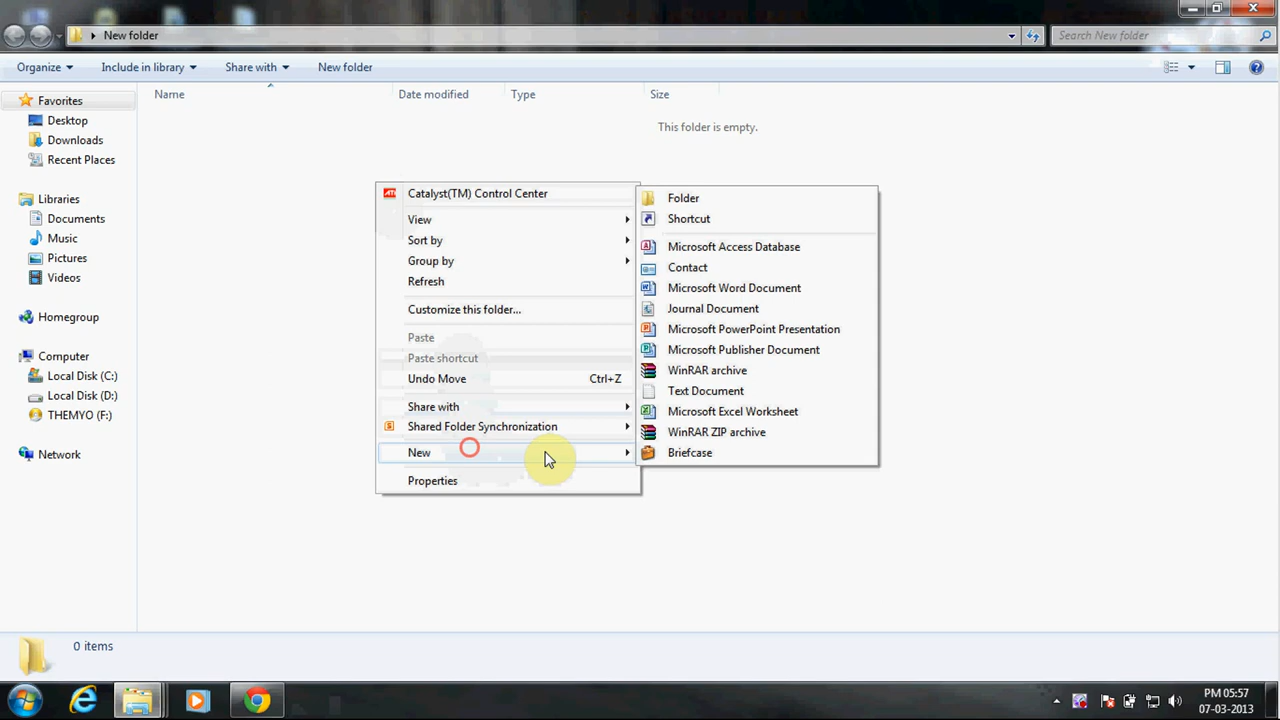 New folder
Search New folder
Organize
Include in library
Share with
New folder
Name
Date modified
Type
Size
This folder is empty.
Favorites
Desktop
Downloads
Recent Places
Libraries
Documents
Music
Pictures
Videos
Homegroup
Computer
Local Disk (C:)
Local Disk (D:)
THEMYO (F:)
Network
Catalyst(TM) Control Center
View
Sort by
Group by
Refresh
Customize this folder...
Paste
Paste shortcut
Undo Move Ctrl+Z
Share with
Shared Folder Synchronization
New
Properties
Folder
Shortcut
Microsoft Access Database
Contact
Microsoft Word Document
Journal Document
Microsoft PowerPoint Presentation
Microsoft Publisher Document
WinRAR archive
Text Document
Microsoft Excel Worksheet
WinRAR ZIP archive
Briefcase
0 items
PM 05:57
07-03-2013